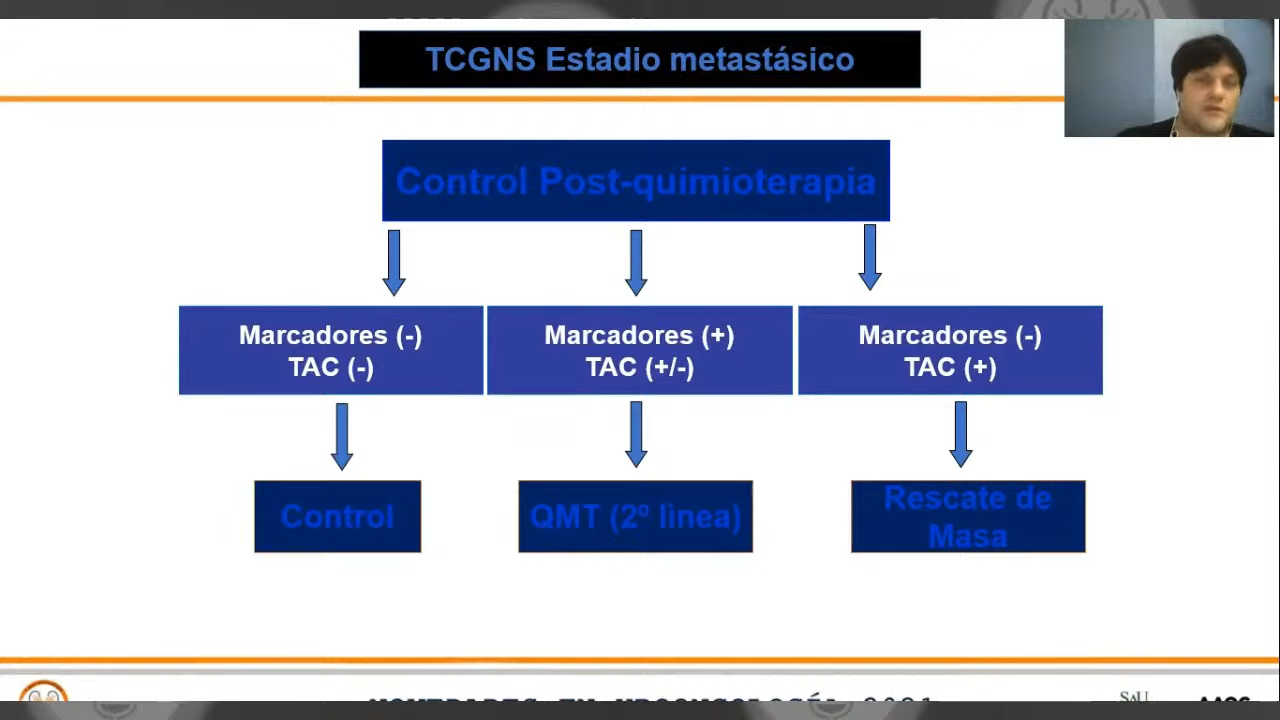 TCGNS Estadio metastásico
Control Post-quimioterapia
Marcadores (-)
TAC (-)
Marcadores (+)
TAC (+/-)
Marcadores (-)
TAC (+)
Control
QMT (2º linea)
Rescate de
Masa
SAU